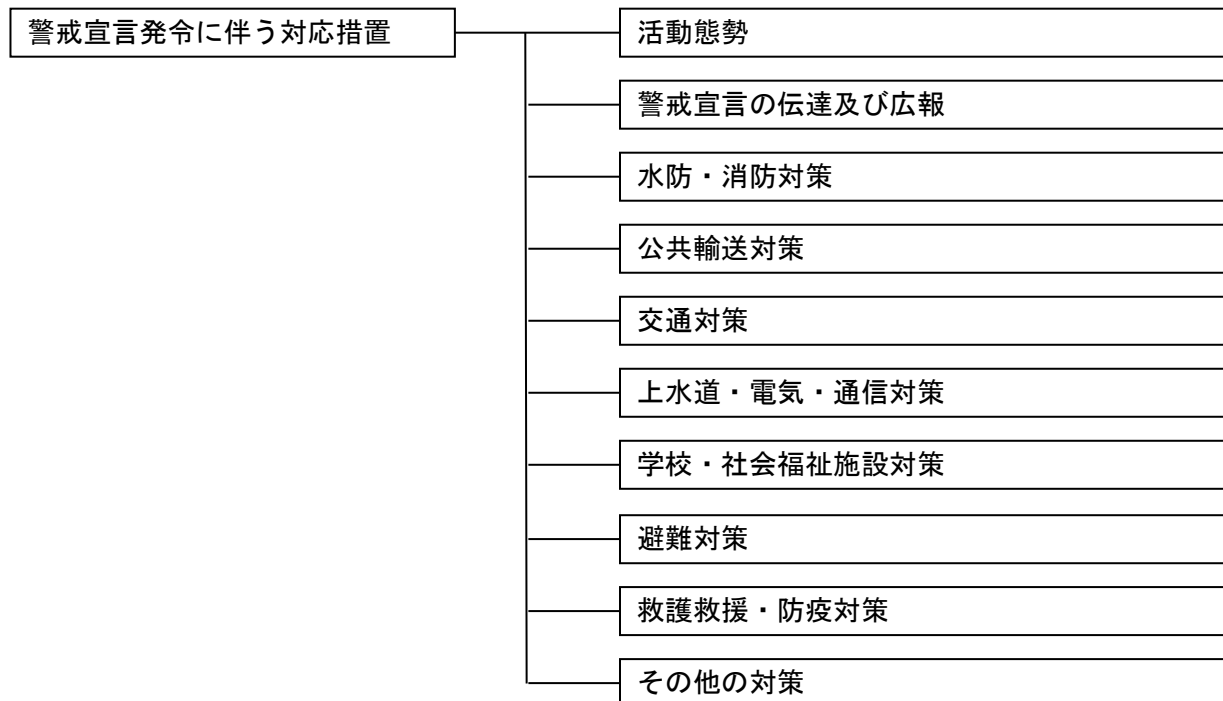 警戒宣言発令に伴う対応措置
活動態勢
警戒宣言の伝達及び広報
水防・消防対策
公共輸送対策
交通対策
上水道・電気・通信対策
学校・社会福祉施設対策
避難対策
救護救援・防疫対策
その他の対策